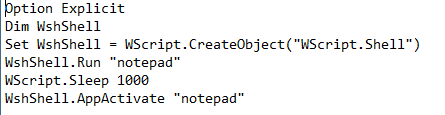 Option Explicit
Dim WshShell
Set WshShell = WScript.CreateObject("WScript.Shell")
WshShell.Run "notepad"
WScript.Sleep 1000
WshShell.AppActivate "notepad"